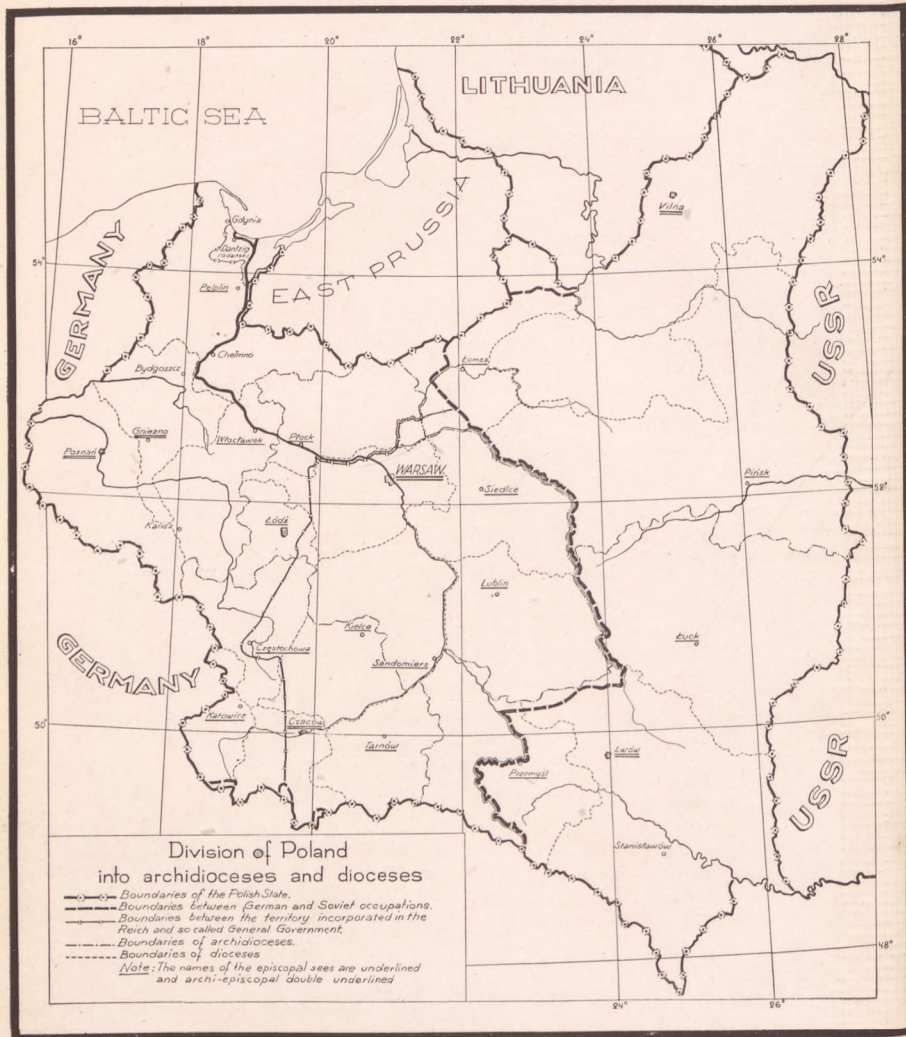 16°
18°
20°
22°
24°
26°
28°
LITHUANIA
BALTIC SEA
Vilna
Gdynia
Dantzig
GERMANY
54°
EAST PRUSSIA
54°
Pelplin
USSR
Chełmno
Bydgoszcz
Łomża
Gniezno
Włocławek
Płock
Poznań
WARSAW
Siedlce
Pińsk
52°
Kalisz
Łódź
Lublin
Kielce
Łuck
Częstochowa
Sandomierz
GERMANY
50°
Katowice
Czacow
Tarnów
Przemyśl
Lwów
50°
USSR
Stanisławów
Division of Poland
into archidioceses and dioceses
Boundaries of the Polish State.
Boundaries between German and Soviet occupations.
Boundaries between the territory incorporated in the
Reich and so called General Government.
Boundaries of archidioceses.
Boundaries of dioceses
Note: The names of the episcopal sees are underlined
and archi-episcopal double underlined
48°
24°
26°